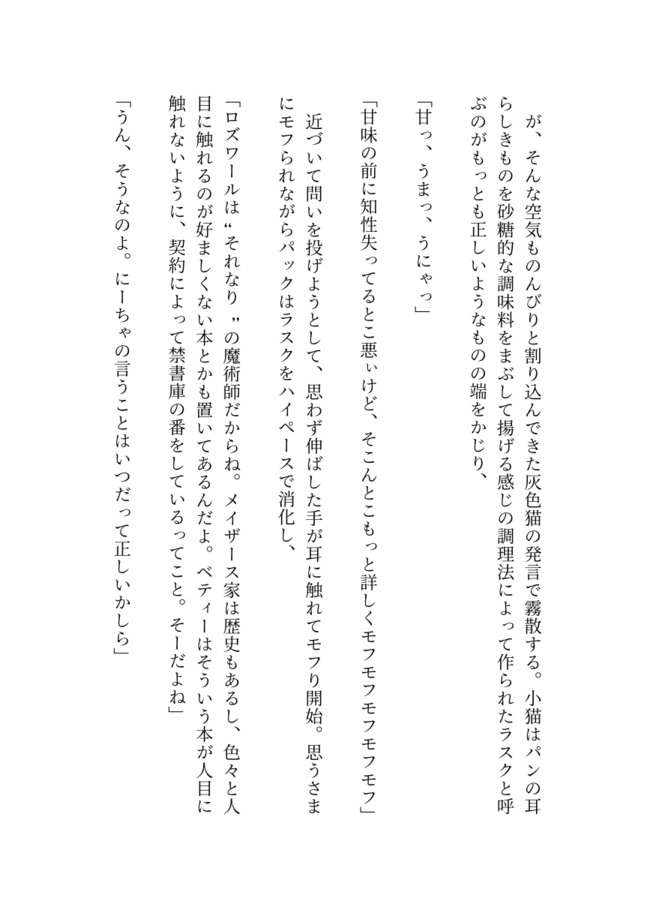 が、そんな空気ものんびりと割り込んできた灰色猫の発言で霧散する。小猫はパンの耳
らしきものを砂糖的な調味料をまぶして揚げる感じの調理法によって作られたラスクと呼
ぶのがもっとも正しいようなものの端をかじり、
「甘っ、うまっ、うにゃっ」
「甘味の前に知性失ってるとこ悪ぃけど、そこんとこもっと詳しくモフモフモフモフモフ」
　近づいて問いを投げようとして、思わず伸ばした手が耳に触れてモフり開始。思うさま
にモフられながらパックはラスクをハイペースで消化し、
「ロズワールは“それなり”の魔術師だからね。メイザース家は歴史もあるし、色々と人
目に触れるのが好ましくない本とかも置いてあるんだよ。ベティーはそういう本が人目に
触れないように、契約によって禁書庫の番をしているってこと。そーだよね」
「うん、そうなのよ。にーちゃの言うことはいつだって正しいかしら」